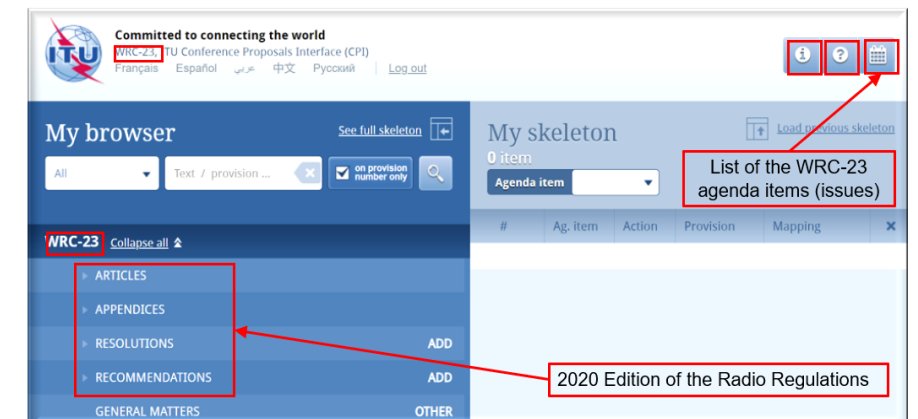 ITU
Committed to connecting the world
WRC-23, ITU Conference Proposals Interface (CPI)
Français Español عربي 中文 Русский Log out
i ?
My browser
See full skeleton
All
Text / provision ...
on provision
number only
WRC-23 Collapse all
ARTICLES
APPENDICES
RESOLUTIONS ADD
RECOMMENDATIONS ADD
GENERAL MATTERS OTHER
My skeleton
Load previous skeleton
0 item
Agenda item
List of the WRC-23
agenda items (issues)
# Ag. item Action Provision Mapping
2020 Edition of the Radio Regulations